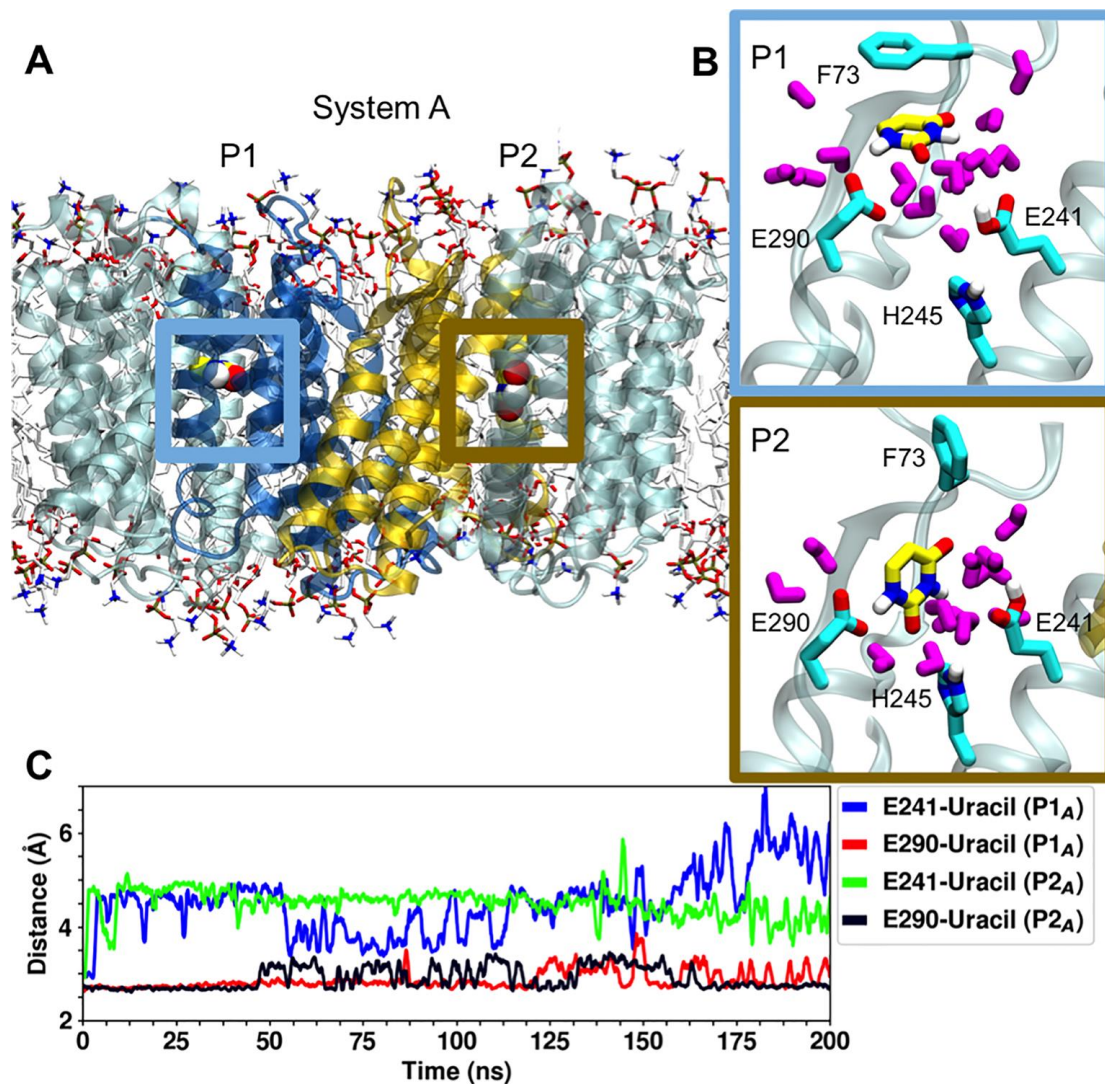 A
System A
P1
P2
B
P1
F73
E290
E241
H245
P2
F73
E290
E241
H245
C
Distance (Å)
6
4
2
0
25
50
75
100
125
150
175
200
Time (ns)
E241-Uracil (P1A)
E290-Uracil (P1A)
E241-Uracil (P2A)
E290-Uracil (P2A)